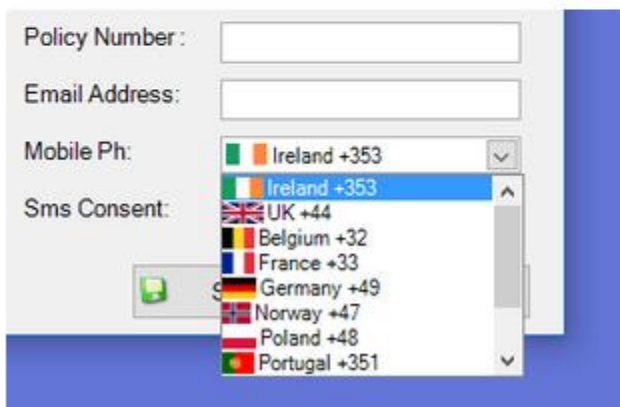 Policy Number :
Email Address:
Mobile Ph:
Ireland +353
Ireland +353
Sms Consent:
UK +44
Belgium +32
France +33
Germany +49
Norway +47
Poland +48
Portugal +351